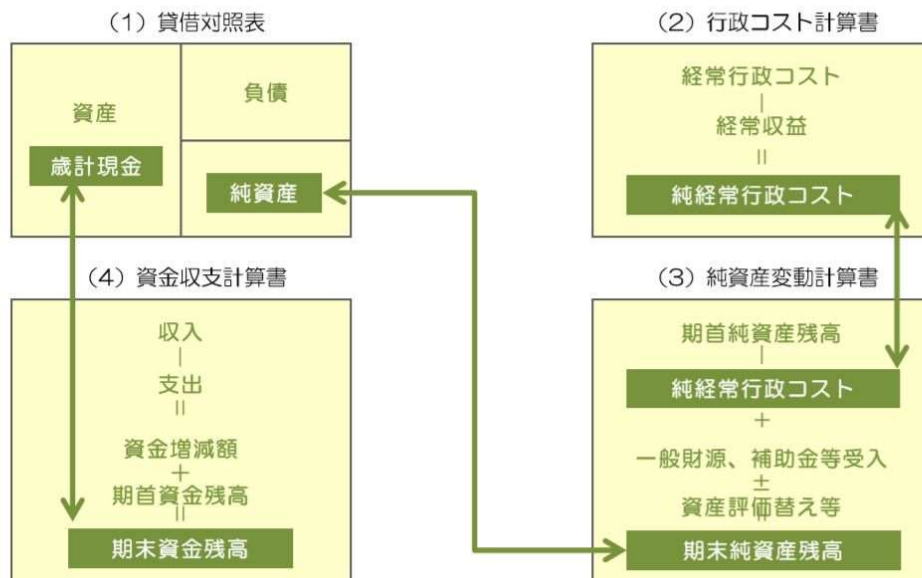 (1) 貸借対照表
資産
歳計現金
負債
純資産
(2) 行政コスト計算書
経常行政コスト
－
経常収益
＝
純経常行政コスト
(4) 資金収支計算書
収入
－
支出
＝
資金増減額
＋
期首資金残高
＝
期末資金残高
(3) 純資産変動計算書
期首純資産残高
－
純経常行政コスト
＋
一般財源、補助金等受入
±
資産評価替え等
＝
期末純資産残高